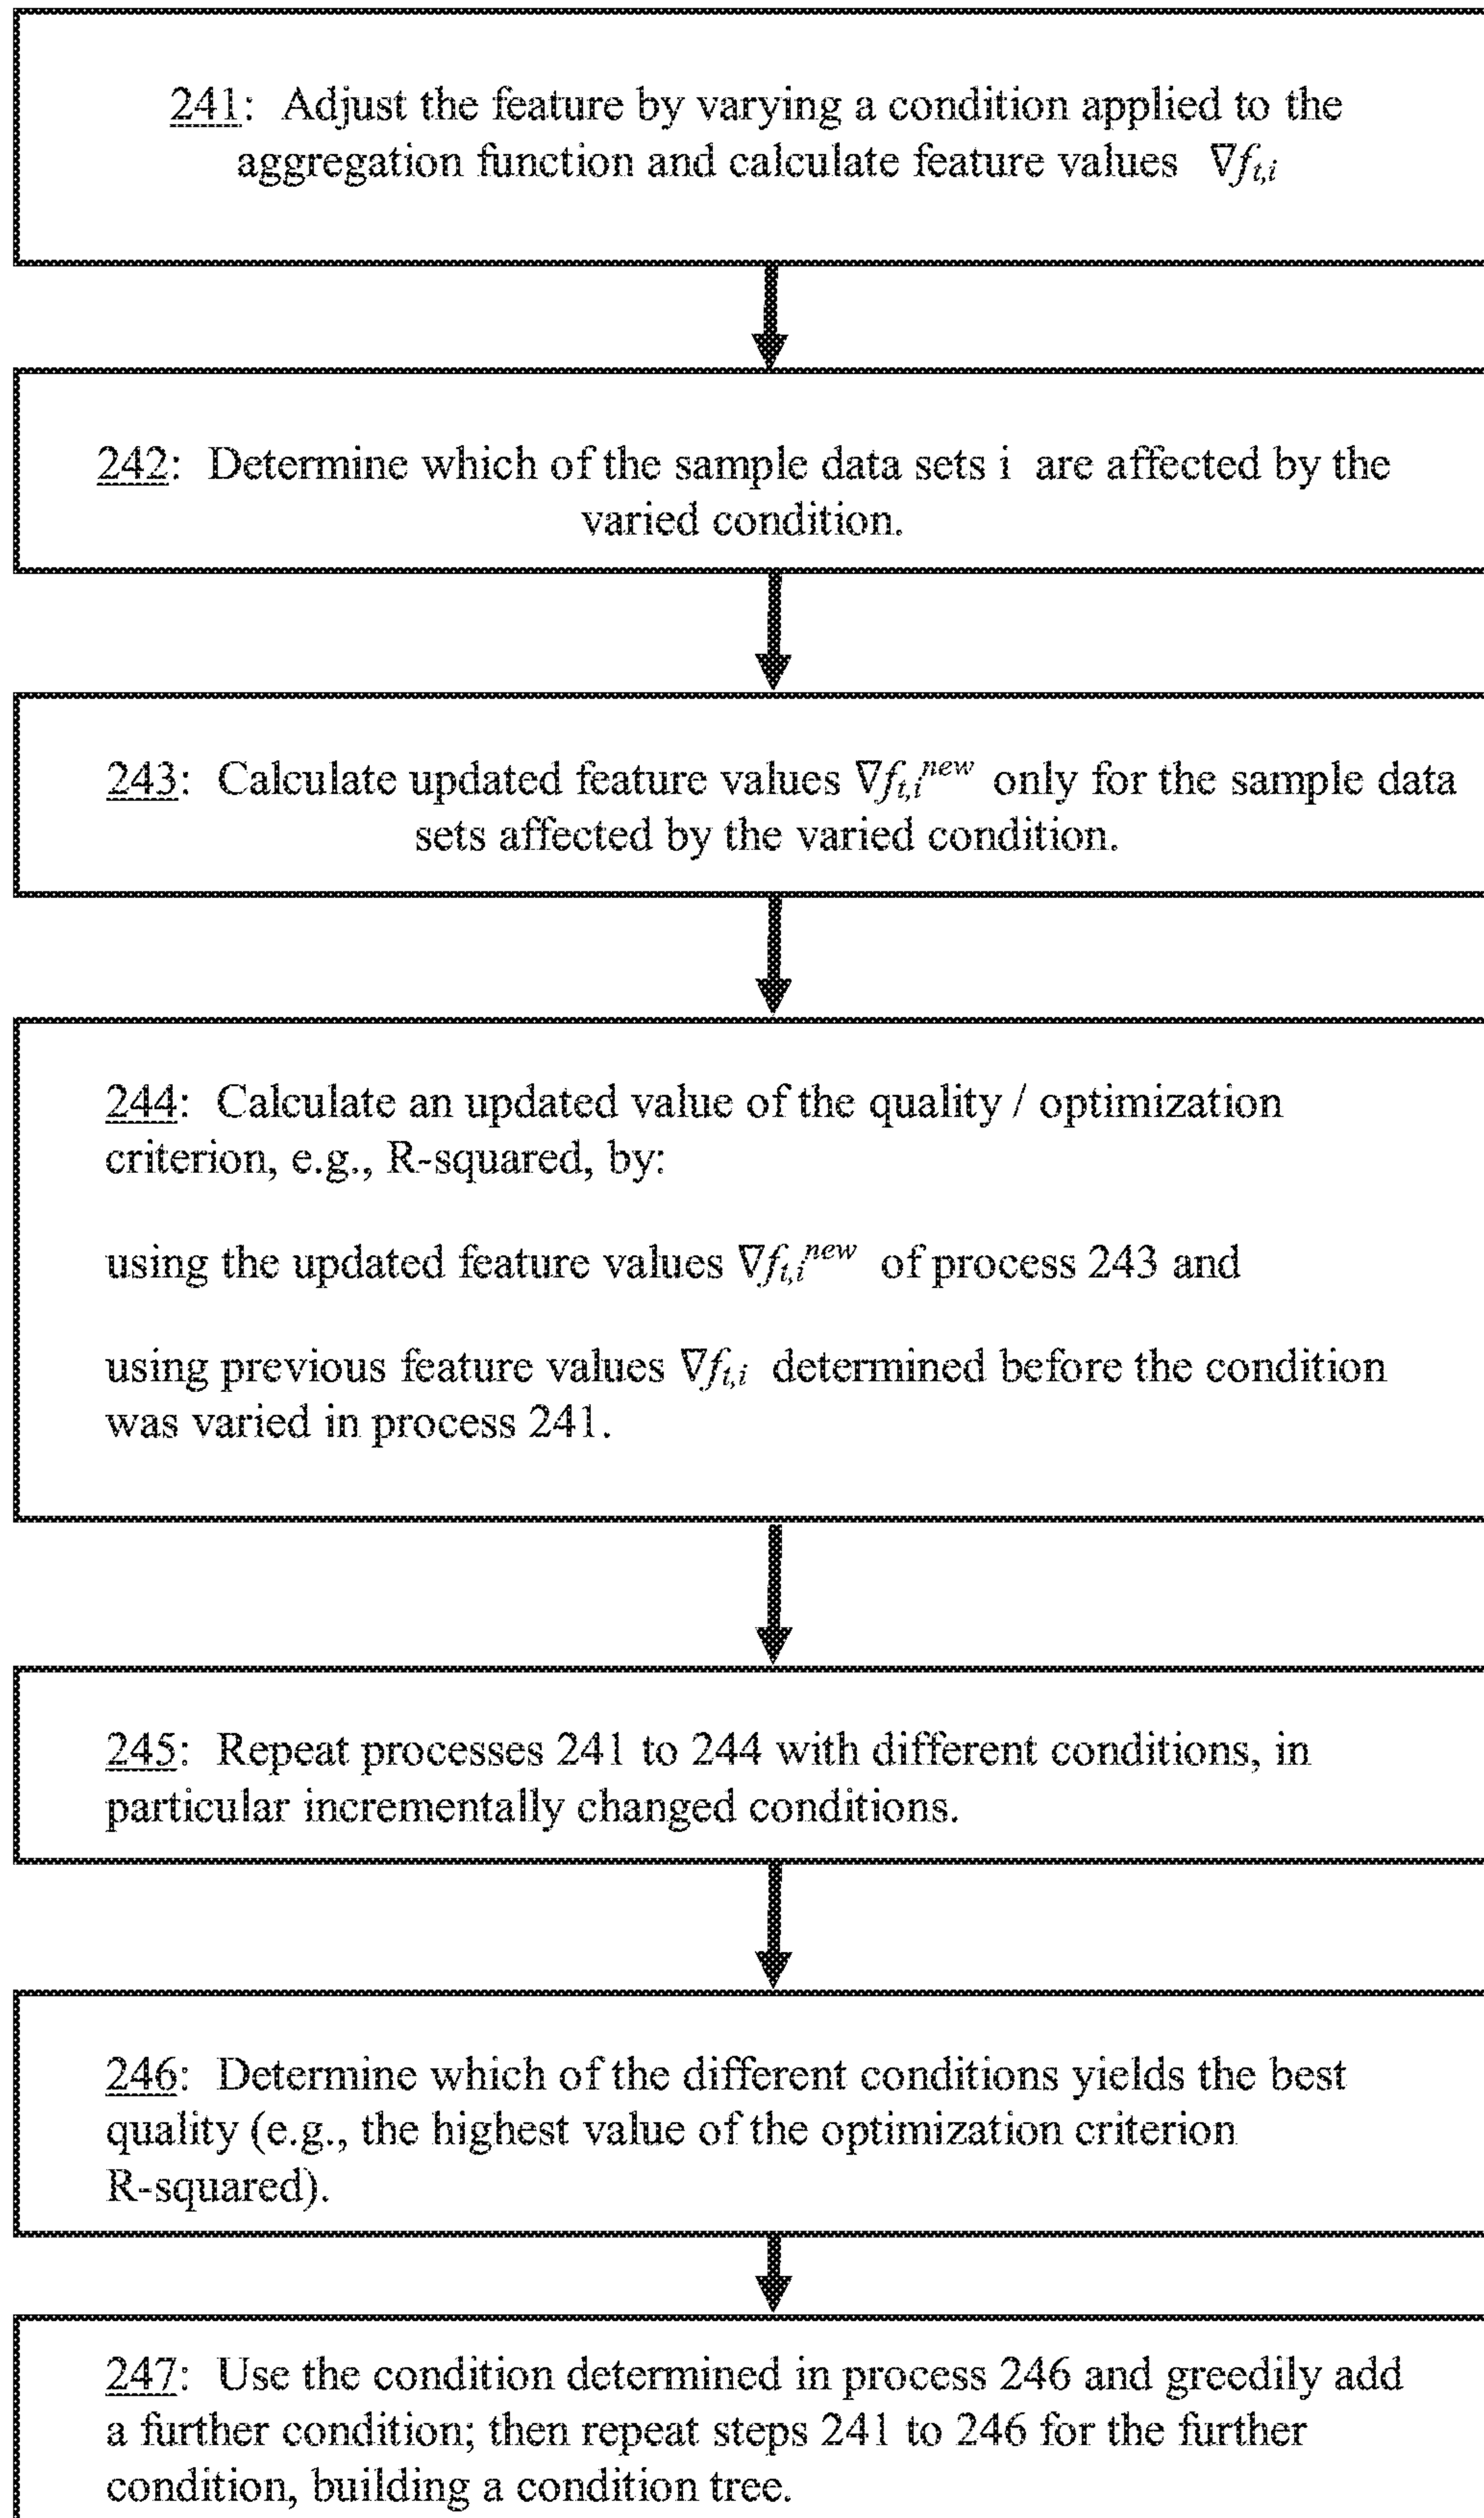 241: Adjust the feature by varying a condition applied to the
aggregation function and calculate feature values ∇f_{t,i}
242: Determine which of the sample data sets i are affected by the
varied condition.
243: Calculate updated feature values ∇f_{t,i}^{new} only for the sample data
sets affected by the varied condition.
244: Calculate an updated value of the quality / optimization
criterion, e.g., R-squared, by:
using the updated feature values ∇f_{t,i}^{new} of process 243 and
using previous feature values ∇f_{t,i} determined before the condition
was varied in process 241.
245: Repeat processes 241 to 244 with different conditions, in
particular incrementally changed conditions.
246: Determine which of the different conditions yields the best
quality (e.g., the highest value of the optimization criterion
R-squared).
247: Use the condition determined in process 246 and greedily add
a further condition; then repeat steps 241 to 246 for the further
condition, building a condition tree.